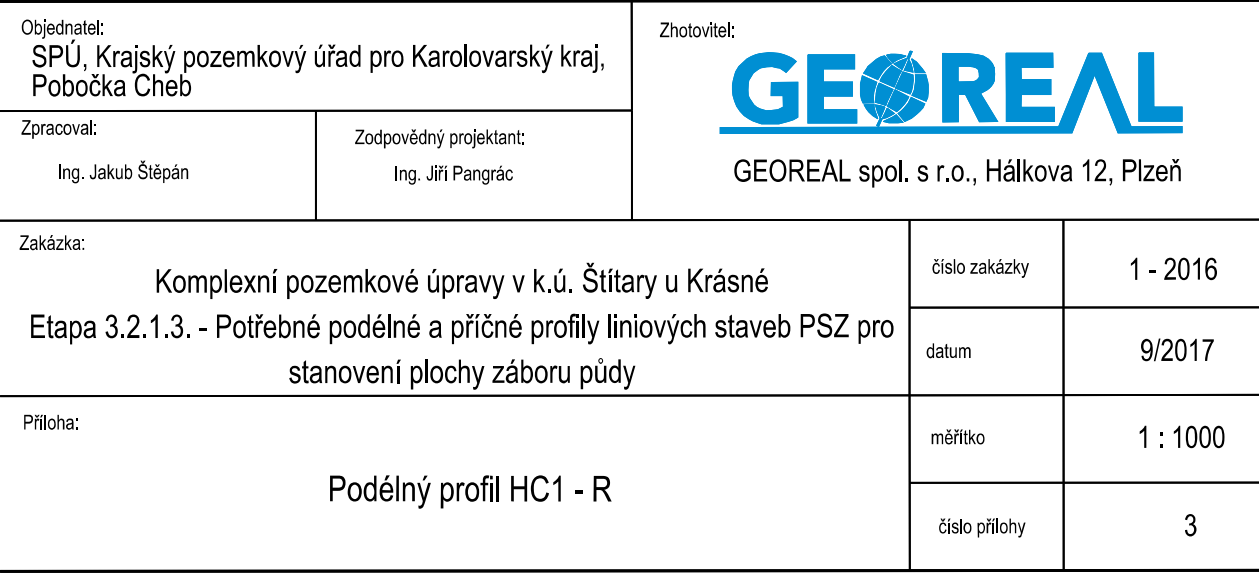 Objednatel:
SPÚ, Krajský pozemkový úřad pro Karolovarský kraj,
Pobočka Cheb
Zhotovitel:
GEOREAL
GEOREAL spol. s r.o., Hálkova 12, Plzeň
Zpracoval:
Ing. Jakub Štěpán
Zodpovědný projektant:
Ing. Jiří Pangrác
Zakázka:
Komplexní pozemkové úpravy v k.ú. Štítary u Krásné
Etapa 3.2.1.3. - Potřebné podélné a příčné profily liniových staveb PSZ pro
stanovení plochy záboru půdy
číslo zakázky
1 - 2016
datum
9/2017
Příloha:
Podélný profil HC1 - R
měřítko
1 : 1000
číslo přílohy
3